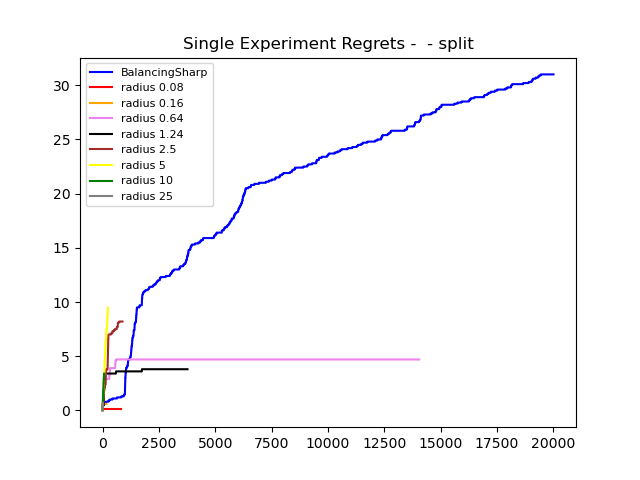 Single Experiment Regrets -  - split
BalancingSharp
radius 0.08
radius 0.16
radius 0.64
radius 1.24
radius 2.5
radius 5
radius 10
radius 25
30
25
20
15
10
5
0
0 2500 5000 7500 10000 12500 15000 17500 20000